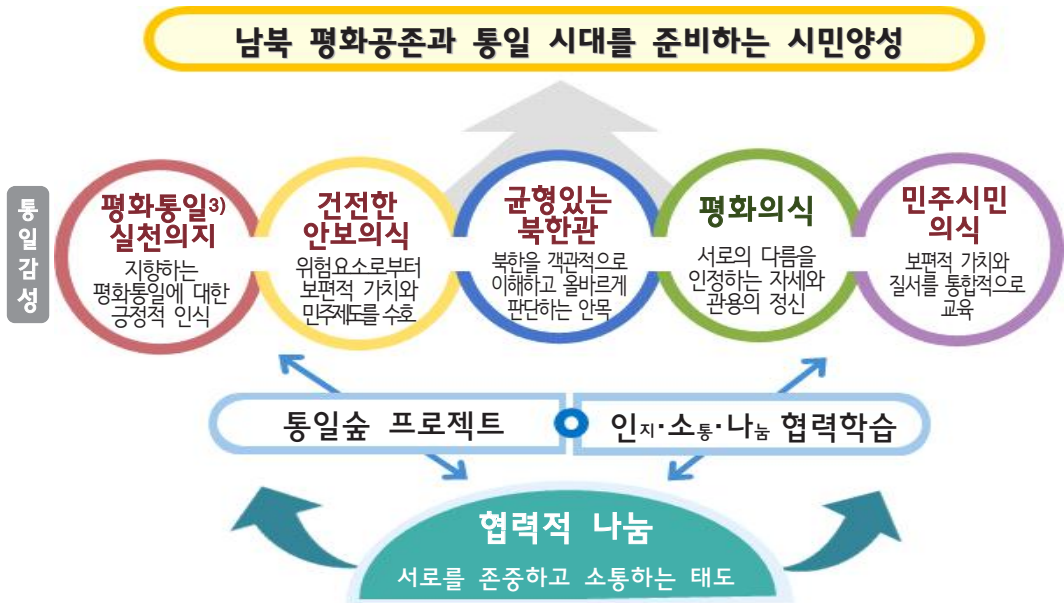 남북 평화공존과 통일 시대를 준비하는 시민양성
통일감성
평화통일3)
실천의지
지향하는
평화통일에 대한
긍정적 인식
건전한
안보의식
위험요소로부터
보편적 가치와
민주제도를 수호
균형있는
북한관
북한을 객관적으로
이해하고 올바르게
판단하는 안목
평화의식
서로의 다름을
인정하는 자세와
관용의 정신
민주시민
의식
보편적 가치와
질서를 통합적으로
교육
통일숲 프로젝트
인지·소통·나눔 협력학습
협력적 나눔
서로를 존중하고 소통하는 태도